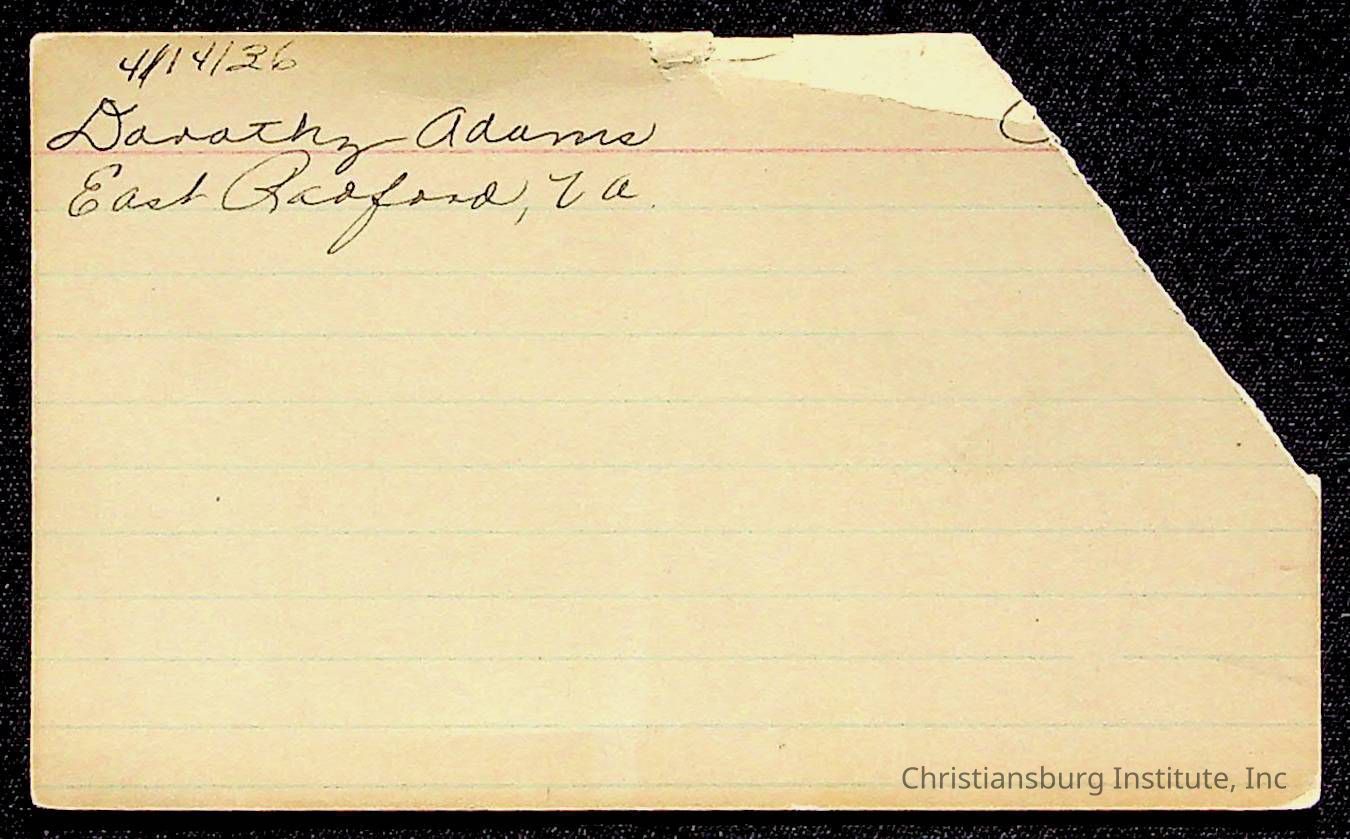 4/14/26
Dorothy Adams
East Radford, Va.
Christiansburg Institute, Inc